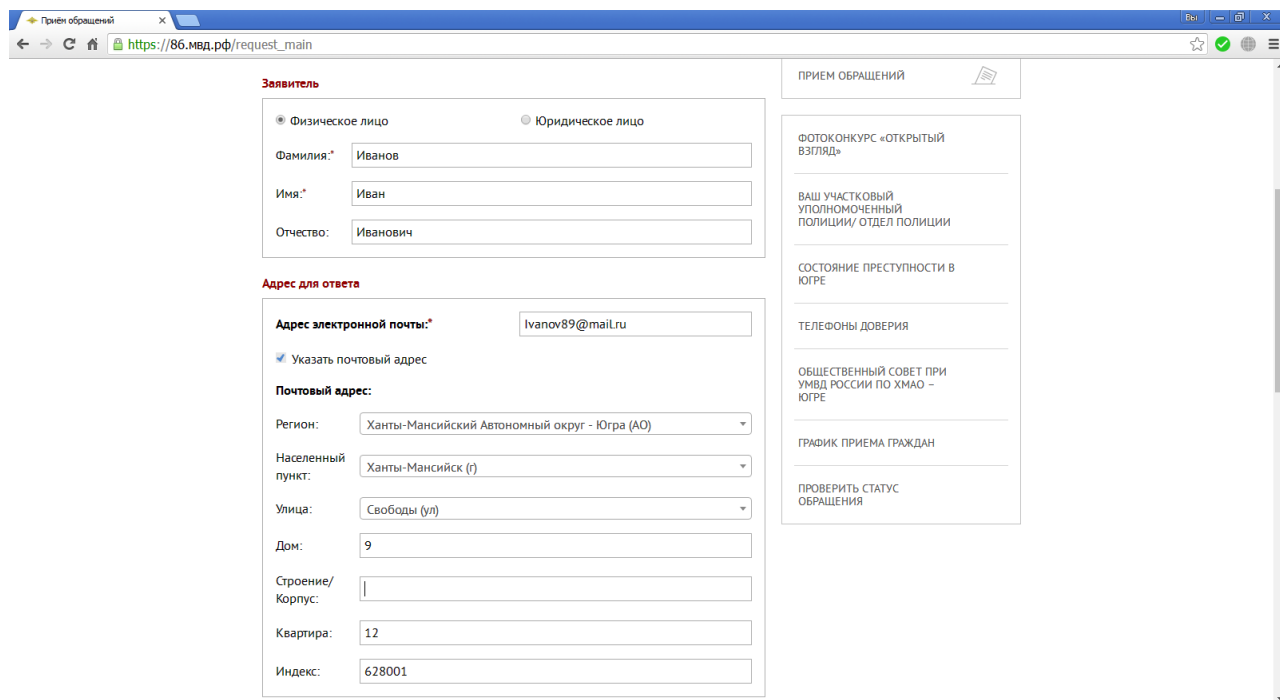 Приём обращений
Вы
https://86.мвд.рф/request_main
Заявитель
Физическое лицо
Юридическое лицо
Фамилия:*
Иванов
Имя:*
Иван
Отчество:
Иванович
Адрес для ответа
Адрес электронной почты:*
Ivanov89@mail.ru
Указать почтовый адрес
Почтовый адрес:
Регион:
Ханты-Мансийский Автономный округ - Югра (АО)
Населенный
пункт:
Ханты-Мансийск (г)
Улица:
Свободы (ул)
Дом:
9
Строение/
Корпус:
Квартира:
12
Индекс:
628001
ПРИЕМ ОБРАЩЕНИЙ
ФОТОКОНКУРС «ОТКРЫТЫЙ
ВЗГЛЯД»
ВАШ УЧАСТКОВЫЙ
УПОЛНОМОЧЕННЫЙ
ПОЛИЦИИ/ ОТДЕЛ ПОЛИЦИИ
СОСТОЯНИЕ ПРЕСТУПНОСТИ В
ЮГРЕ
ТЕЛЕФОНЫ ДОВЕРИЯ
ОБЩЕСТВЕННЫЙ СОВЕТ ПРИ
УМВД РОССИИ ПО ХМАО –
ЮГРЕ
ГРАФИК ПРИЕМА ГРАЖДАН
ПРОВЕРИТЬ СТАТУС
ОБРАЩЕНИЯ